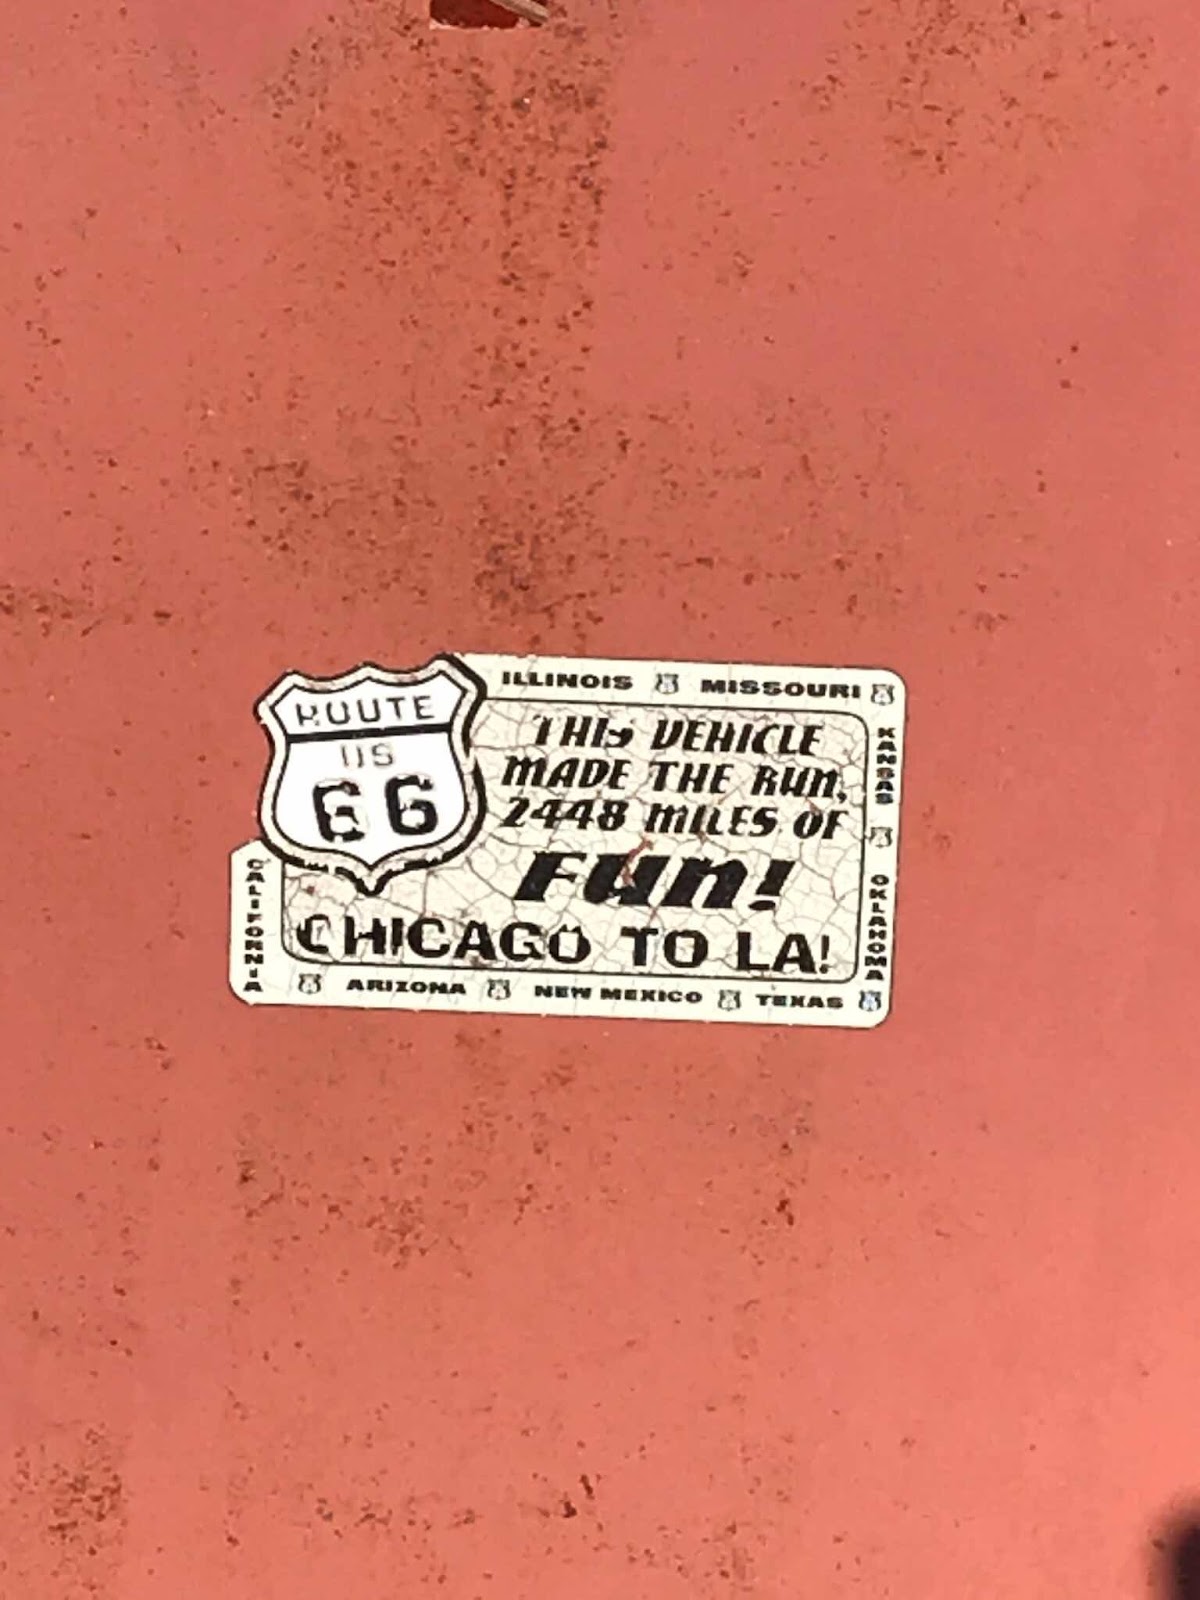 ROUTE
US
66
ILLINOIS MISSOURI
KANSAS
OKLAHOMA
THIS VEHICLE
MADE THE RUN,
2448 MILES OF
FUN!
CHICAGO TO LA!
CALIFORNIA
ARIZONA NEW MEXICO TEXAS